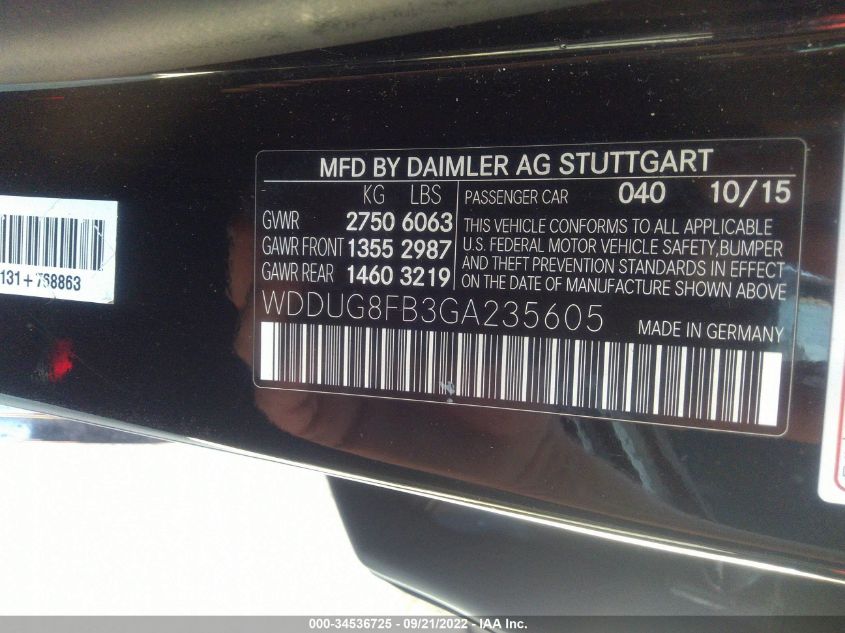 MFD BY DAIMLER AG STUTTGART
KG LBS
GVWR 2750 6063
GAWR FRONT 1355 2987
GAWR REAR 1460 3219
PASSENGER CAR 040 10/15
THIS VEHICLE CONFORMS TO ALL APPLICABLE
U.S. FEDERAL MOTOR VEHICLE SAFETY,BUMPER
AND THEFT PREVENTION STANDARDS IN EFFECT
ON THE DATE OF MANUFACTURE SHOWN ABOVE
WDDUG8FB3GA235605 MADE IN GERMANY
131+768863
000-34536725 - 09/21/2022 - IAA Inc.